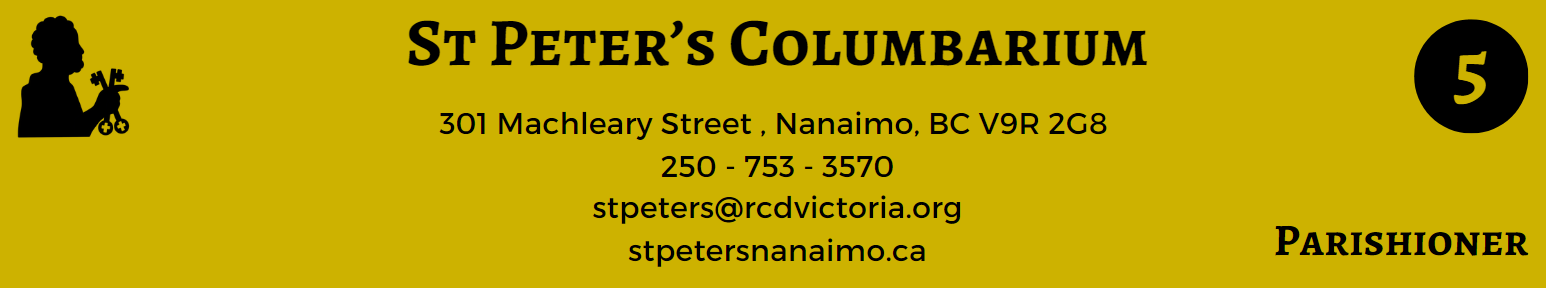 St Peter’s Columbarium
5
301 Machleary Street , Nanaimo, BC V9R 2G8
250 - 753 - 3570
stpeters@rcdvictoria.org
stpetersnanaimo.ca
Parishioner